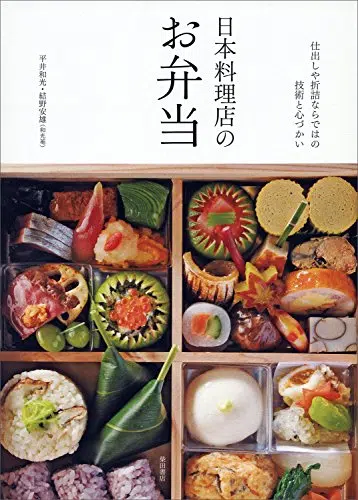 日本料理店の
お弁当
仕出しや折詰ならではの
技術と心づかい
平井和光・結野安雄(和光菴)
柴田書店